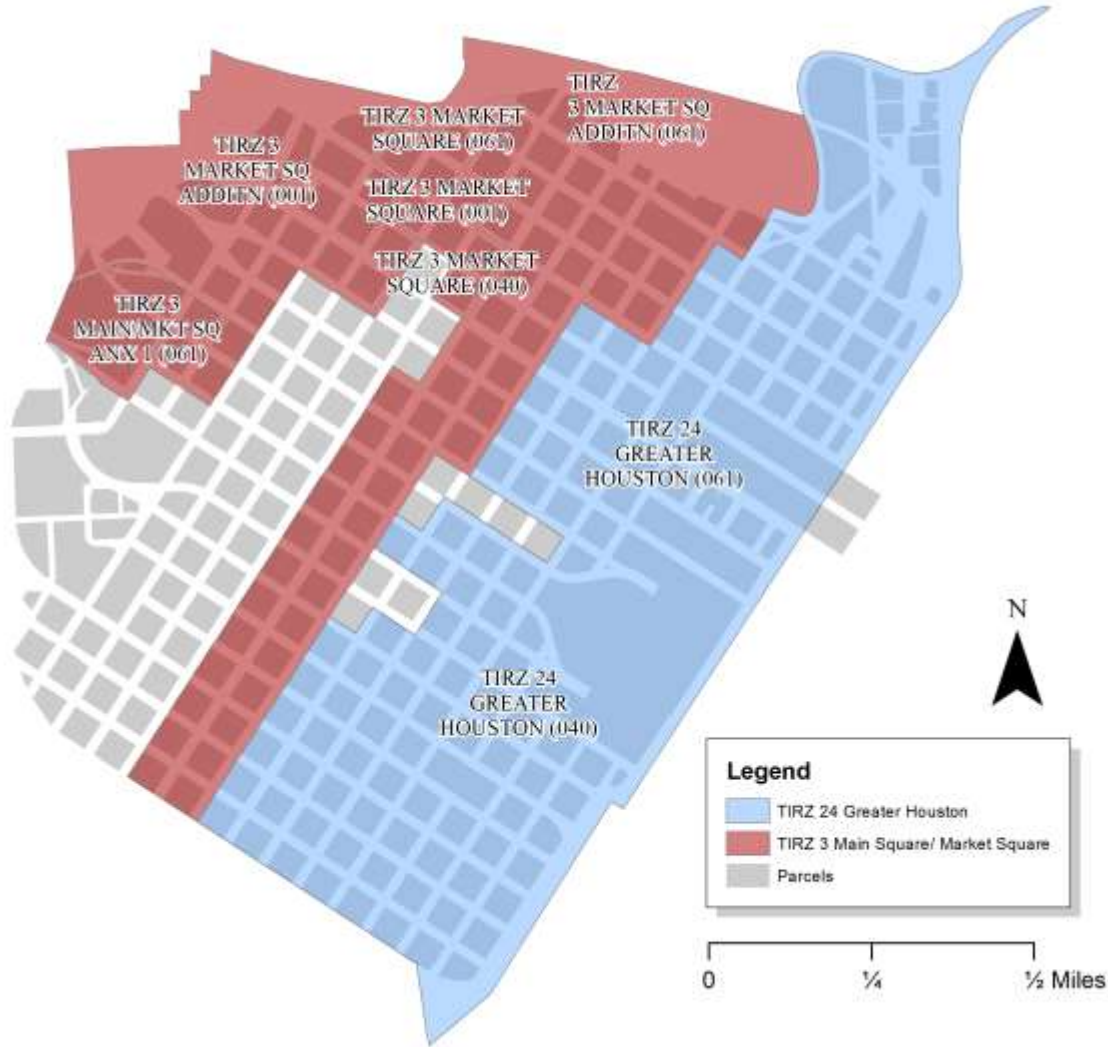 TIRZ
3 MARKET SQ
ADDITN (061)
TIRZ 3 MARKET
SQUARE (061)
TIRZ 3
MARKET SQ
ADDITN (001)
TIRZ 3 MARKET
SQUARE (001)
TIRZ 3 MARKET
SQUARE (040)
TIRZ 3
MAIN/MKT SQ
ANX 1 (061)
TIRZ 24
GREATER
HOUSTON (061)
TIRZ 24
GREATER
HOUSTON (040)
N
Legend
TIRZ 24 Greater Houston
TIRZ 3 Main Square/ Market Square
Parcels
0 ¼ ½ Miles